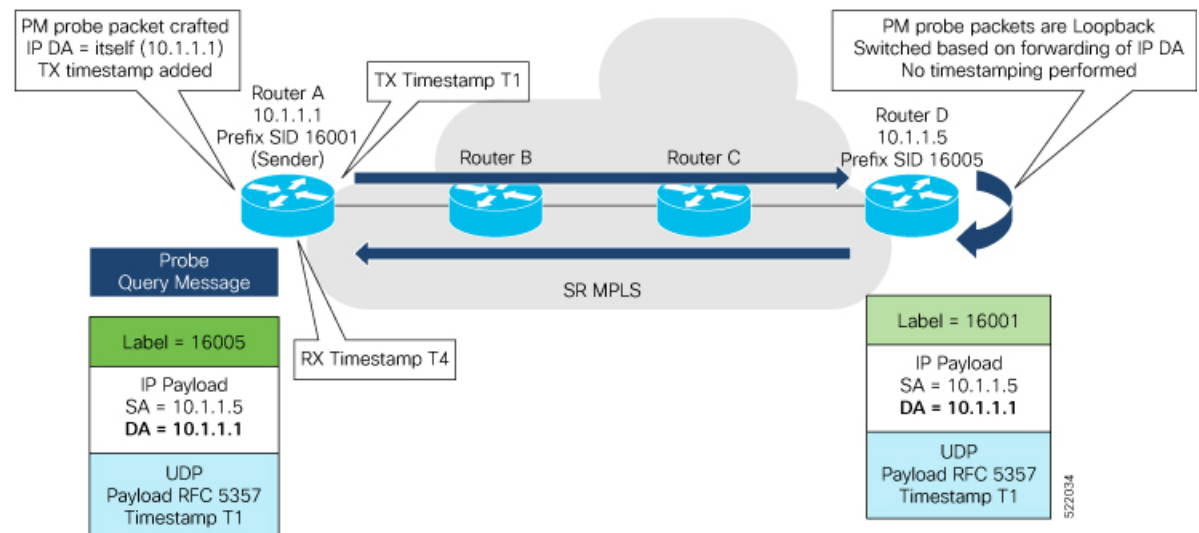 PM probe packet crafted
IP DA = itself (10.1.1.1)
TX timestamp added
TX Timestamp T1
PM probe packets are Loopback
Switched based on forwarding of IP DA
No timestamping performed
Router A
10.1.1.1
Prefix SID 16001
(Sender)
Router B
Router C
Router D
10.1.1.5
Prefix SID 16005
Probe
Query Message
SR MPLS
RX Timestamp T4
Label = 16005
IP Payload
SA = 10.1.1.5
DA = 10.1.1.1
UDP
Payload RFC 5357
Timestamp T1
Label = 16001
IP Payload
SA = 10.1.1.5
DA = 10.1.1.1
UDP
Payload RFC 5357
Timestamp T1
522034